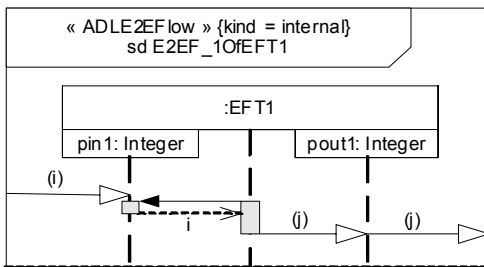 « ADLE2EFlow » {kind = internal}
sd E2EF_1OfEFT1
:EFT1
pin1: Integer
pout1: Integer
(i)
i
(j)
(j)